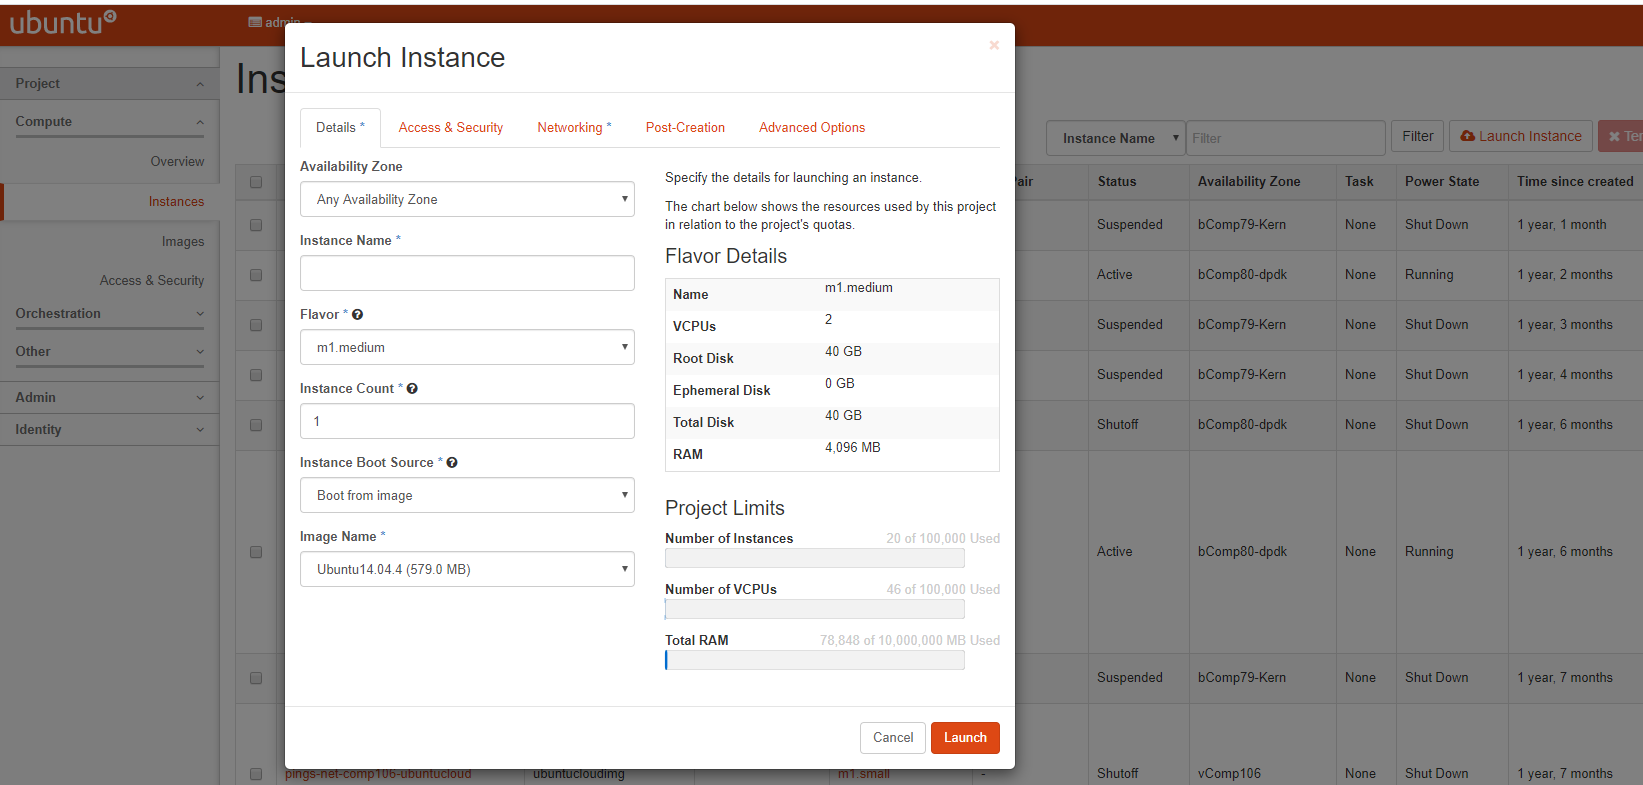 ubuntu
admin
Project
Compute
Overview
Instances
Images
Access & Security
Orchestration
Other
Admin
Identity
Ins
Instance Name
Filter
Filter
Launch Instance
Ter
Launch Instance
×
Details *
Access & Security
Networking *
Post-Creation
Advanced Options
Availability Zone
Any Availability Zone
Instance Name *
Flavor *
m1.medium
Instance Count *
1
Instance Boot Source *
Boot from image
Image Name *
Ubuntu14.04.4 (579.0 MB)
Specify the details for launching an instance.
The chart below shows the resources used by this project
in relation to the project's quotas.
Flavor Details
Name m1.medium
VCPUs 2
Root Disk 40 GB
Ephemeral Disk 0 GB
Total Disk 40 GB
RAM 4,096 MB
Project Limits
Number of Instances 20 of 100,000 Used
Number of VCPUs 46 of 100,000 Used
Total RAM 78,848 of 10,000,000 MB Used
Cancel
Launch
Pair Status Availability Zone Task Power State Time since created
Suspended bComp79-Kern None Shut Down 1 year, 1 month
Active bComp80-dpdk None Running 1 year, 2 months
Suspended bComp79-Kern None Shut Down 1 year, 3 months
Suspended bComp79-Kern None Shut Down 1 year, 4 months
Shutoff bComp80-dpdk None Shut Down 1 year, 6 months
Active bComp80-dpdk None Running 1 year, 6 months
Suspended bComp79-Kern None Shut Down 1 year, 7 months
pings-net-comp106-ubuntucloud ubuntucloudimg m1.small - Shutoff vComp106 None Shut Down 1 year, 7 months